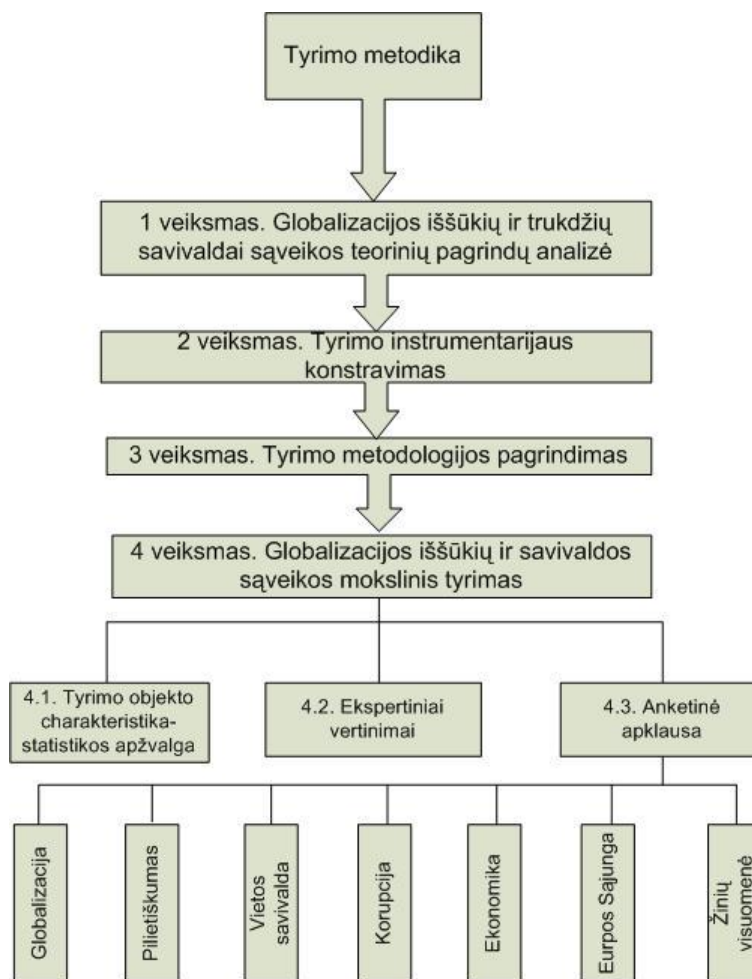 Tyrimo metodika
1 veiksmas. Globalizacijos iššūkių ir trukdžių
savivaldai sąveikos teorinių pagrindų analizė
2 veiksmas. Tyrimo instrumentarijaus
konstravimas
3 veiksmas. Tyrimo metodologijos pagrindimas
4 veiksmas. Globalizacijos iššūkių ir savivaldos
sąveikos mokslinis tyrimas
4.1. Tyrimo objekto
charakteristika-
statistikos apžvalga
4.2. Ekspertiniai
vertinimai
4.3. Anketinė
apklausa
Globalizacija
Pilietiškumas
Vietos
savivalda
Korupcija
Ekonomika
Eurpos Sąjunga
Žinių
visuomenė